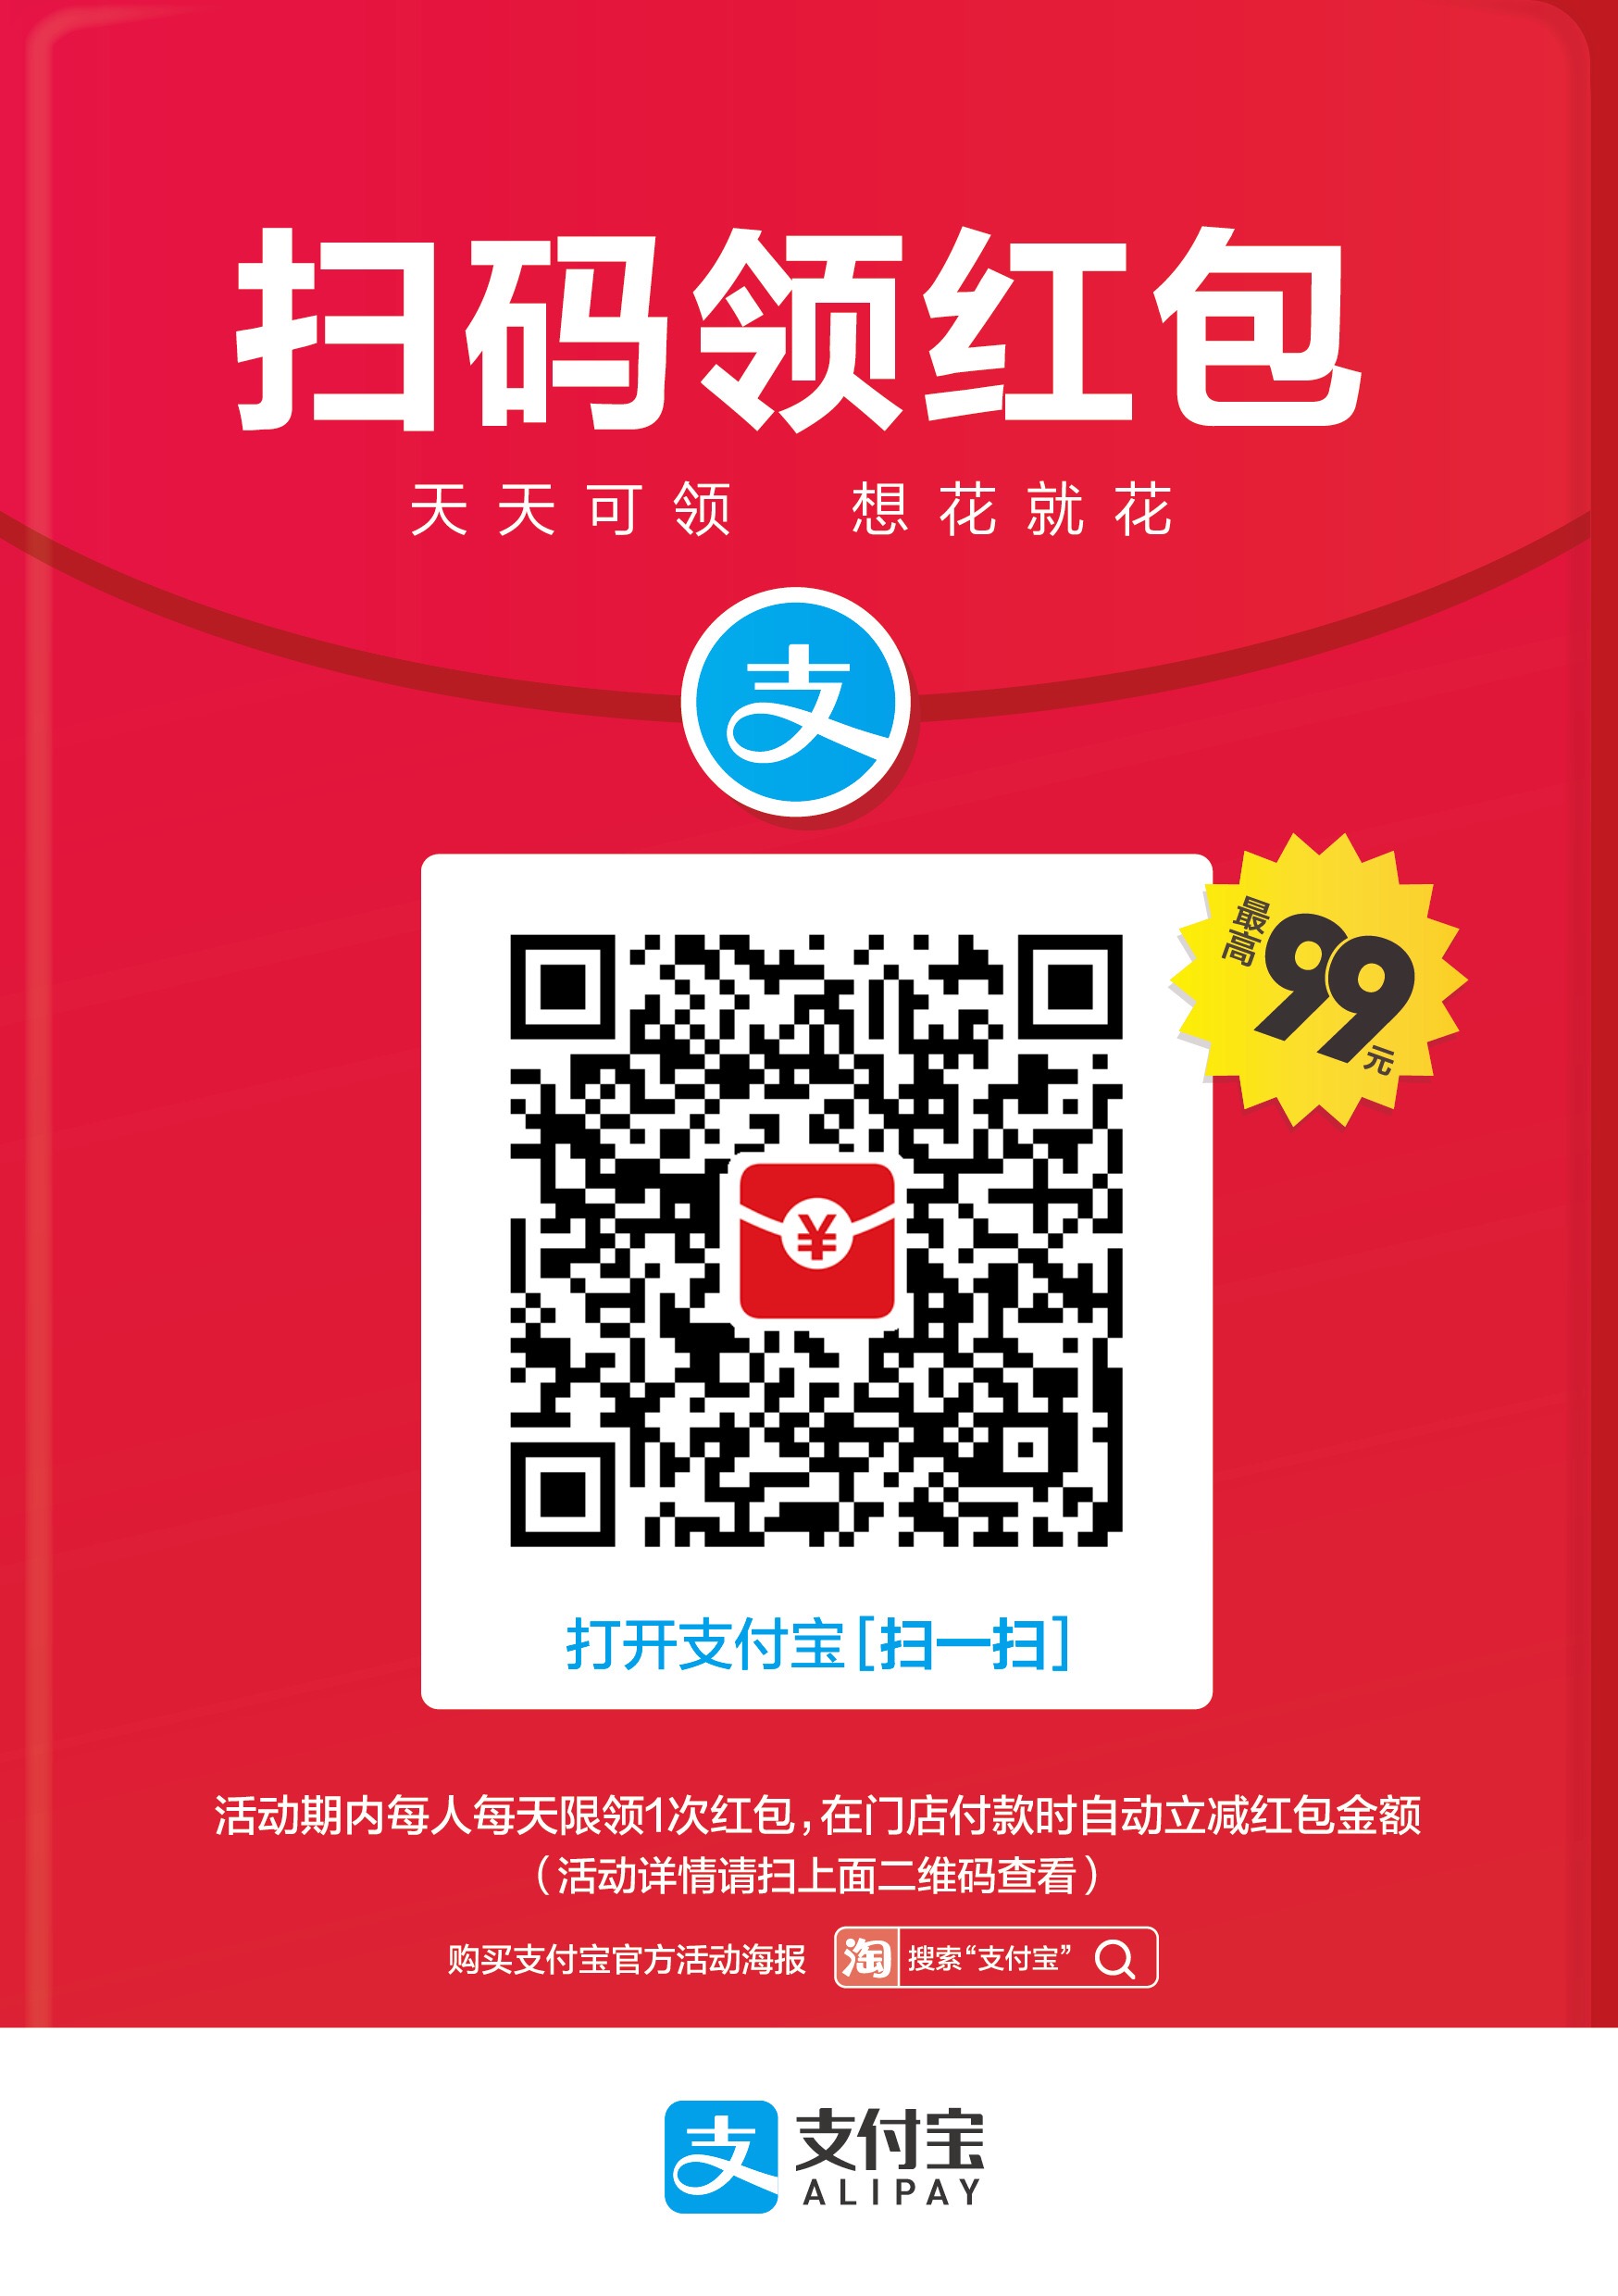 扫码领红包
天天可领 想花就花
支
最高99元
¥
打开支付宝[扫一扫]
活动期内每人每天限领1次红包,在门店付款时自动立减红包金额
(活动详情请扫上面二维码查看)
购买支付宝官方活动海报 淘 搜索“支付宝”
支 支付宝
ALIPAY